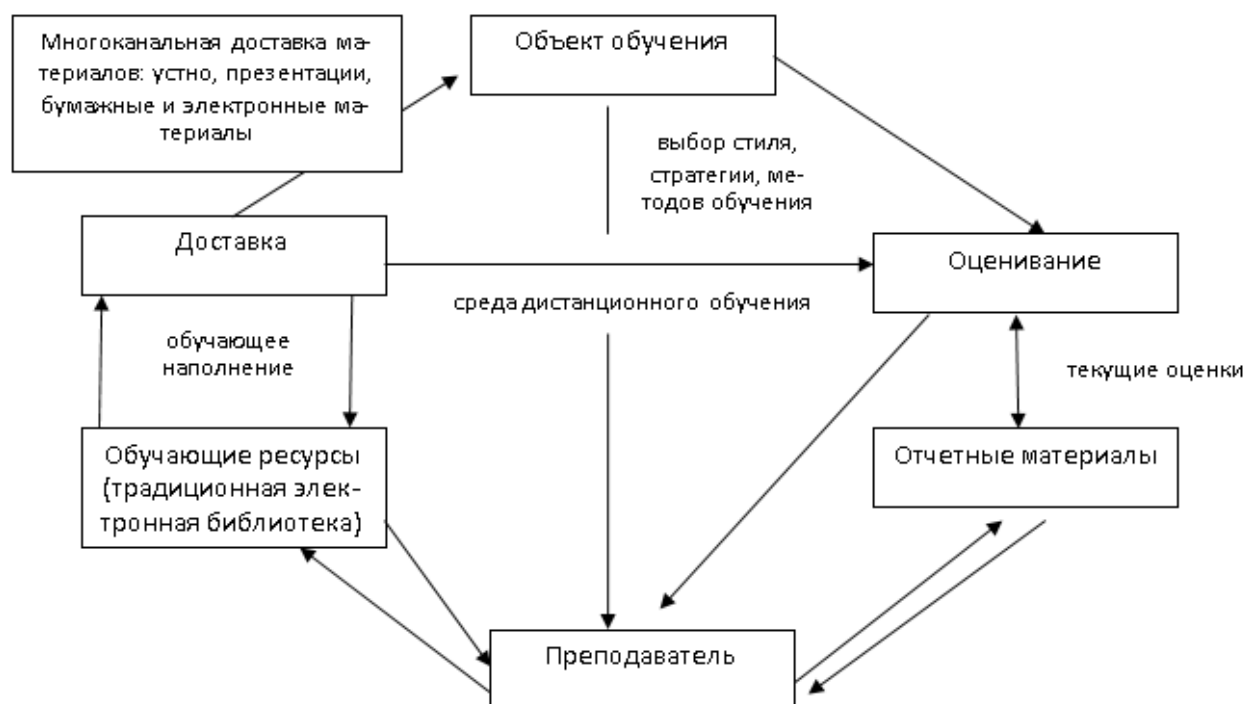 Многоканальная доставка ма-
териалов: устно, презентации,
бумажные и электронные ма-
териалы
Объект обучения
выбор стиля,
стратегии, ме-
тодов обучения
Доставка
Оценивание
среда дистанционного обучения
обучающее
наполнение
текущие оценки
Обучающие ресурсы
(традиционная элек-
тронная библиотека)
Отчетные материалы
Преподаватель